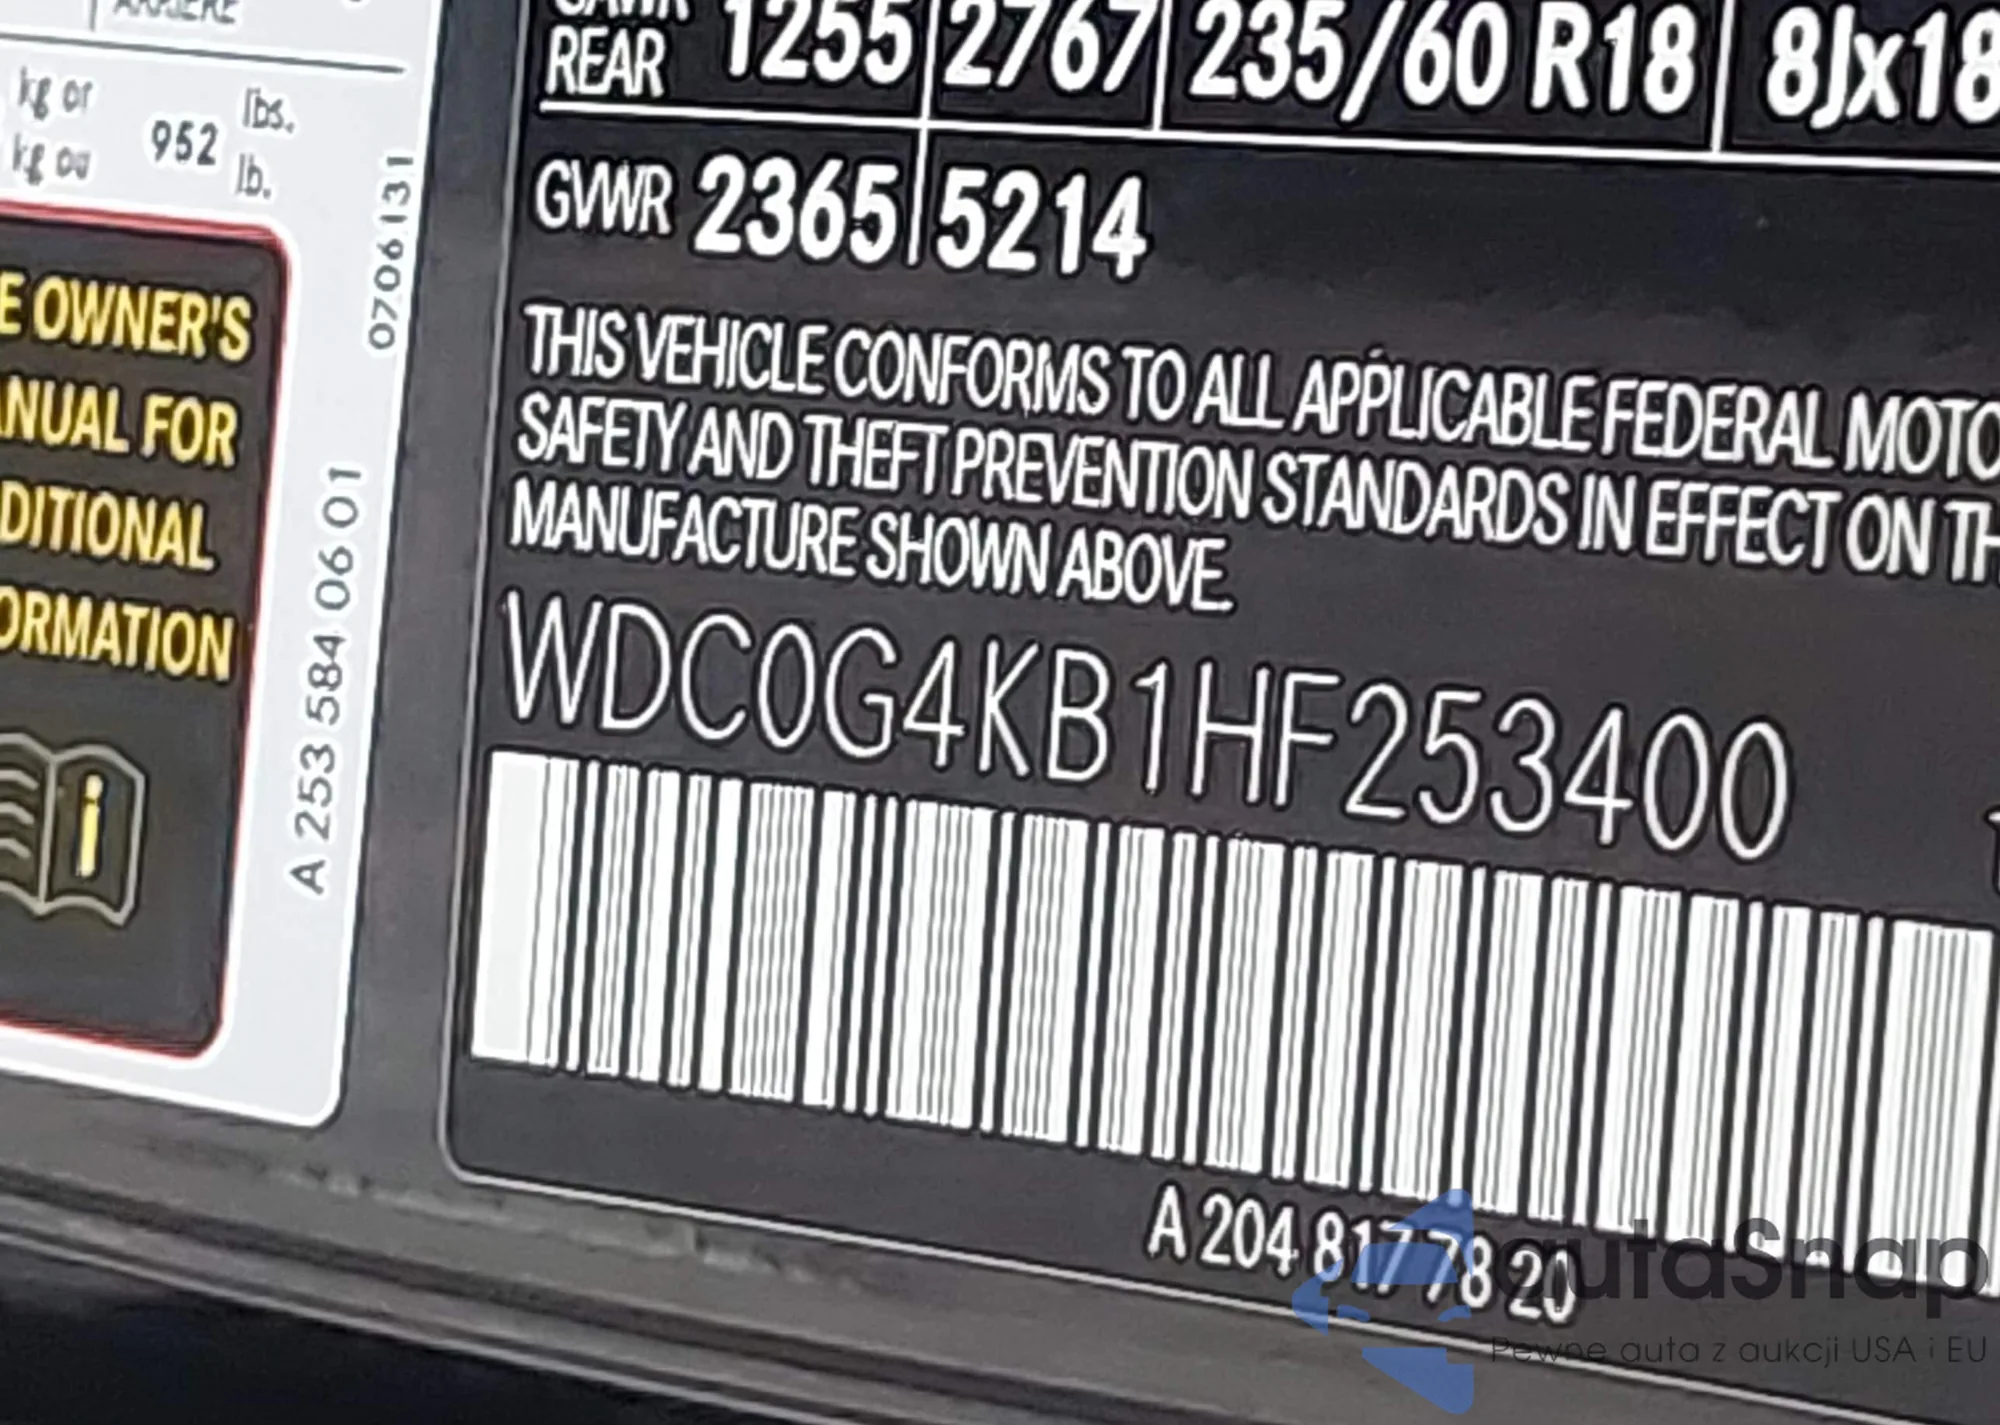 ARRIERE
kg or 952 lbs.
kg ou lb.
0706131
E OWNER'S
ANUAL FOR
DITIONAL
ORMATION
i
A 253 584 06 01
GAWR
REAR 1255 2767 235/60 R18 8Jx18
GVWR 2365 5214
THIS VEHICLE CONFORMS TO ALL APPLICABLE FEDERAL MOTO
SAFETY AND THEFT PREVENTION STANDARDS IN EFFECT ON TH
MANUFACTURE SHOWN ABOVE.
WDC0G4KB1HF253400
A 204 817 78 20
autaSnap
Pewne auta z aukcji USA i EU